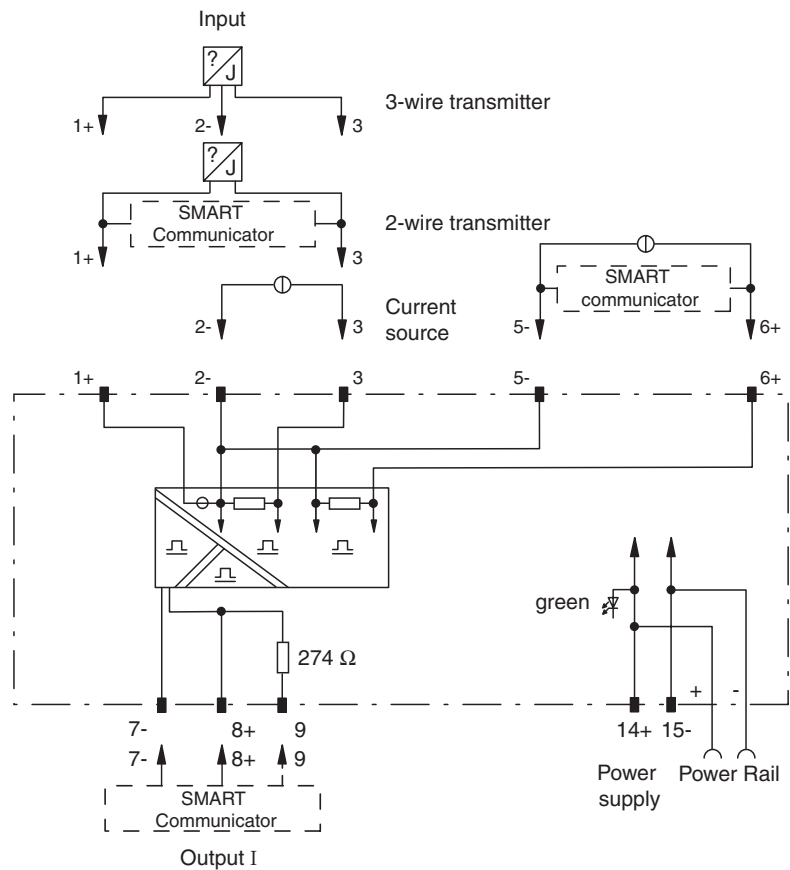 Input
? J
3-wire transmitter
1+ 2- 3
? J
SMART
Communicator
2-wire transmitter
1+ 3
SMART
communicator
Current
source
2- 3 5- 6+
1+ 2- 3 5- 6+
green
274 Ω
+ -
7- 8+ 9 14+ 15-
7- 8+ 9
Power
supply
Power Rail
SMART
Communicator
Output I